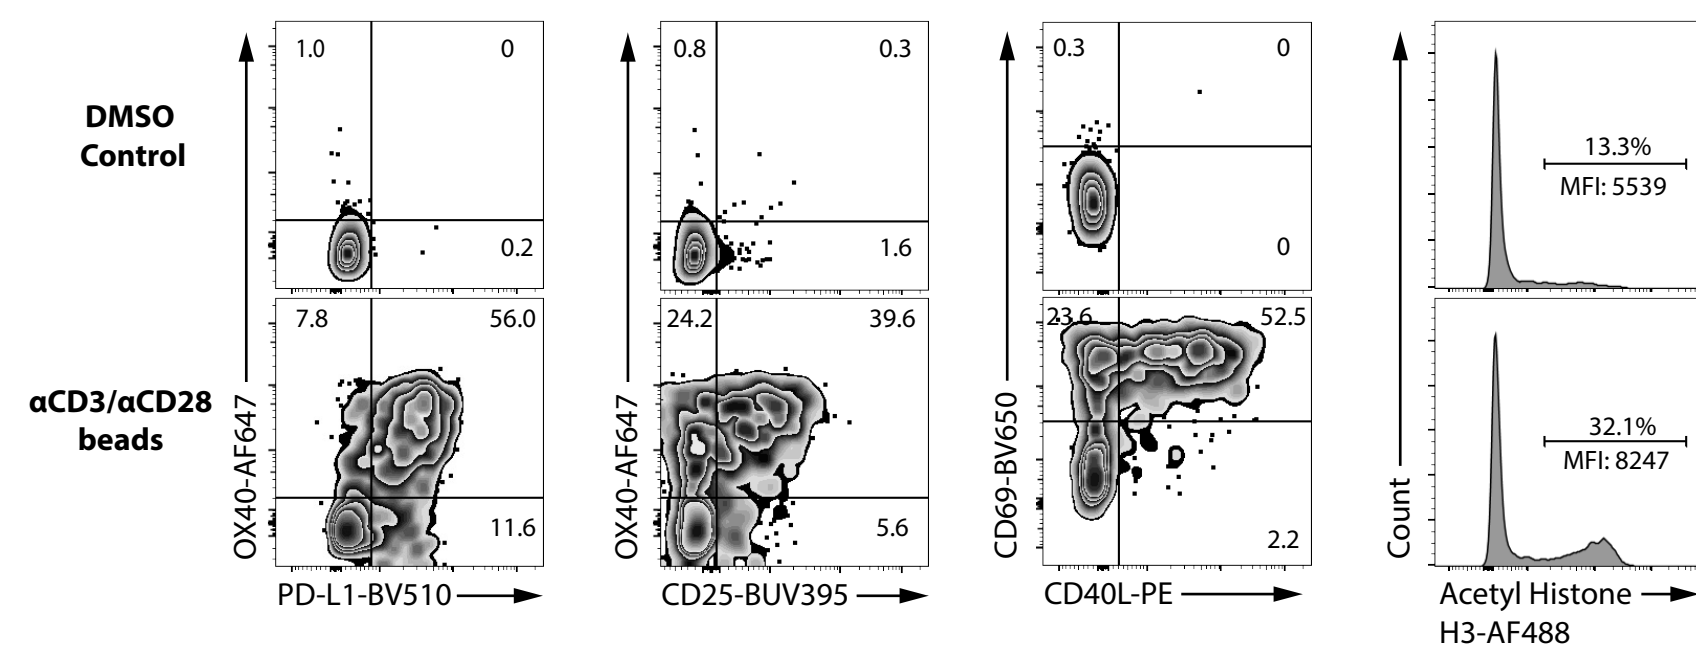 1.0 0
0.8 0.3
0.3 0
DMSO
Control
13.3%
MFI: 5539
0.2
1.6
0
7.8 56.0
24.2 39.6
23.6 52.5
αCD3/αCD28
beads
32.1%
MFI: 8247
11.6
5.6
2.2
OX40-AF647
OX40-AF647
CD69-BV650
Count
PD-L1-BV510
CD25-BUV395
CD40L-PE
Acetyl Histone
H3-AF488